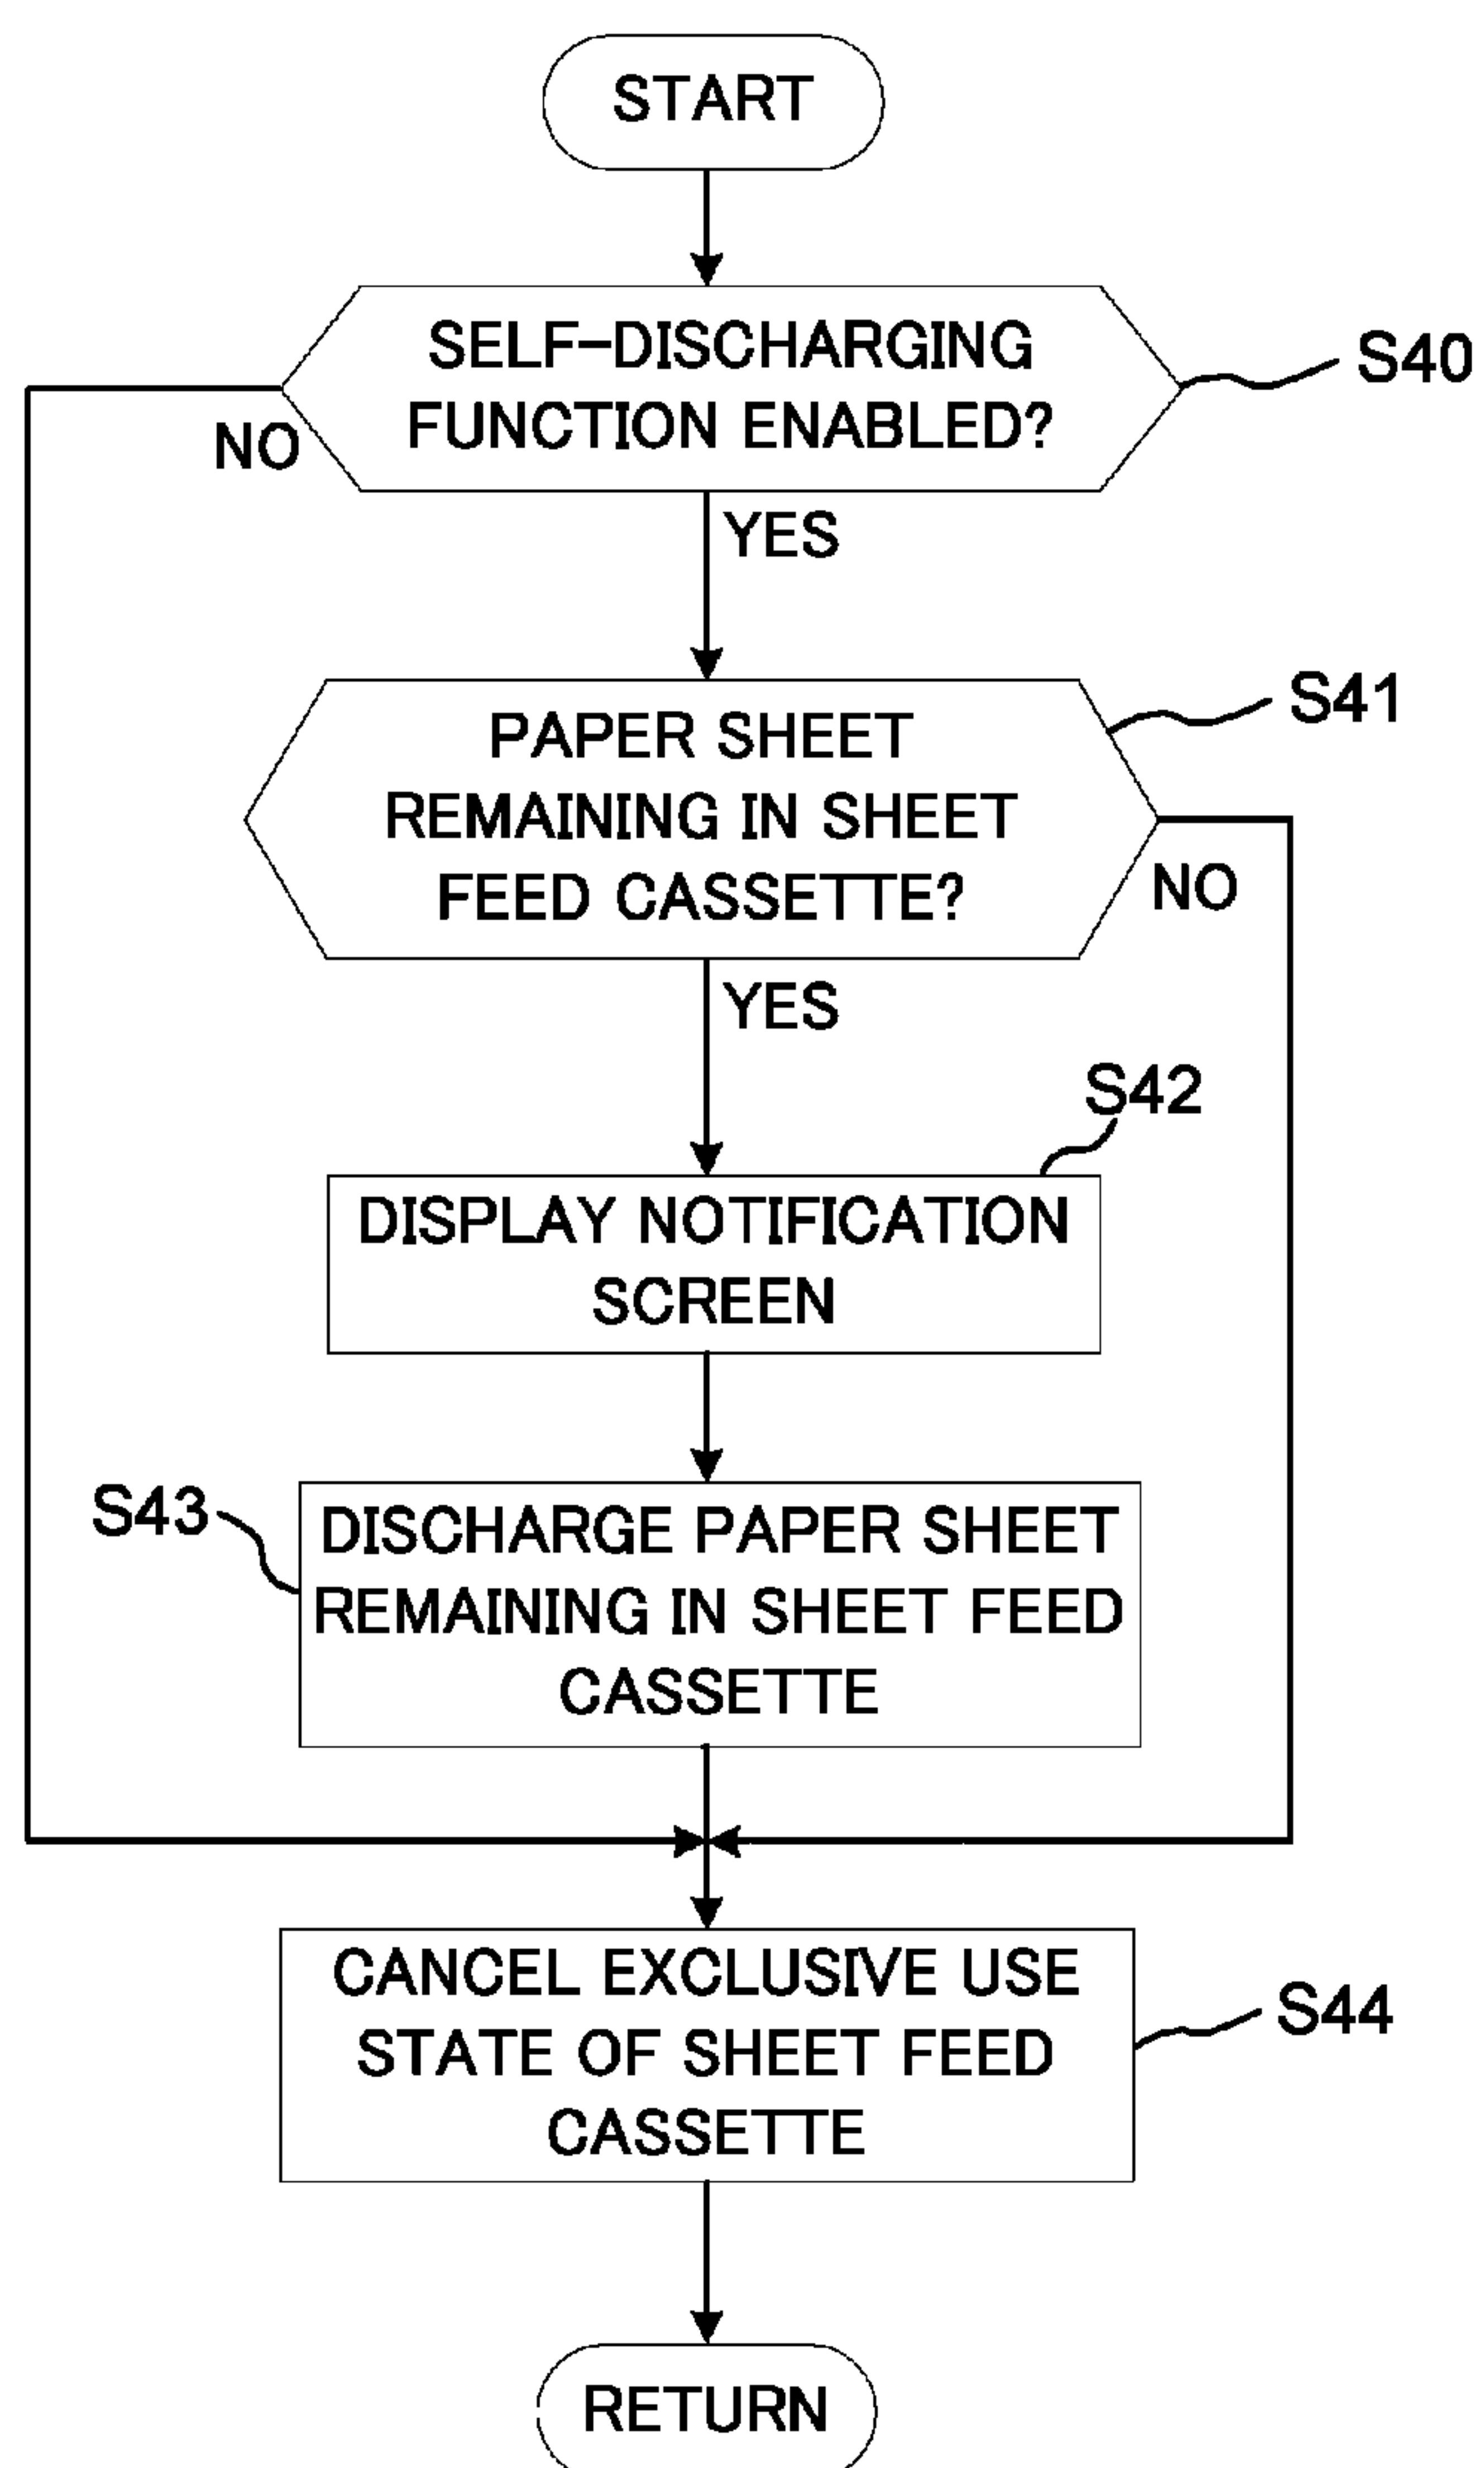 START
SELF-DISCHARGING
FUNCTION ENABLED?
S40
NO
YES
PAPER SHEET
REMAINING IN SHEET
FEED CASSETTE?
S41
NO
YES
S42
DISPLAY NOTIFICATION
SCREEN
S43
DISCHARGE PAPER SHEET
REMAINING IN SHEET FEED
CASSETTE
CANCEL EXCLUSIVE USE
STATE OF SHEET FEED
CASSETTE
S44
RETURN